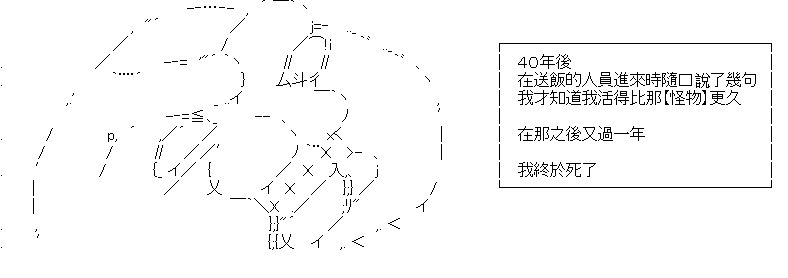 40年後
在送飯的人員進來時隨口說了幾句
我才知道我活得比那【怪物】更久
在那之後又過一年
我終於死了